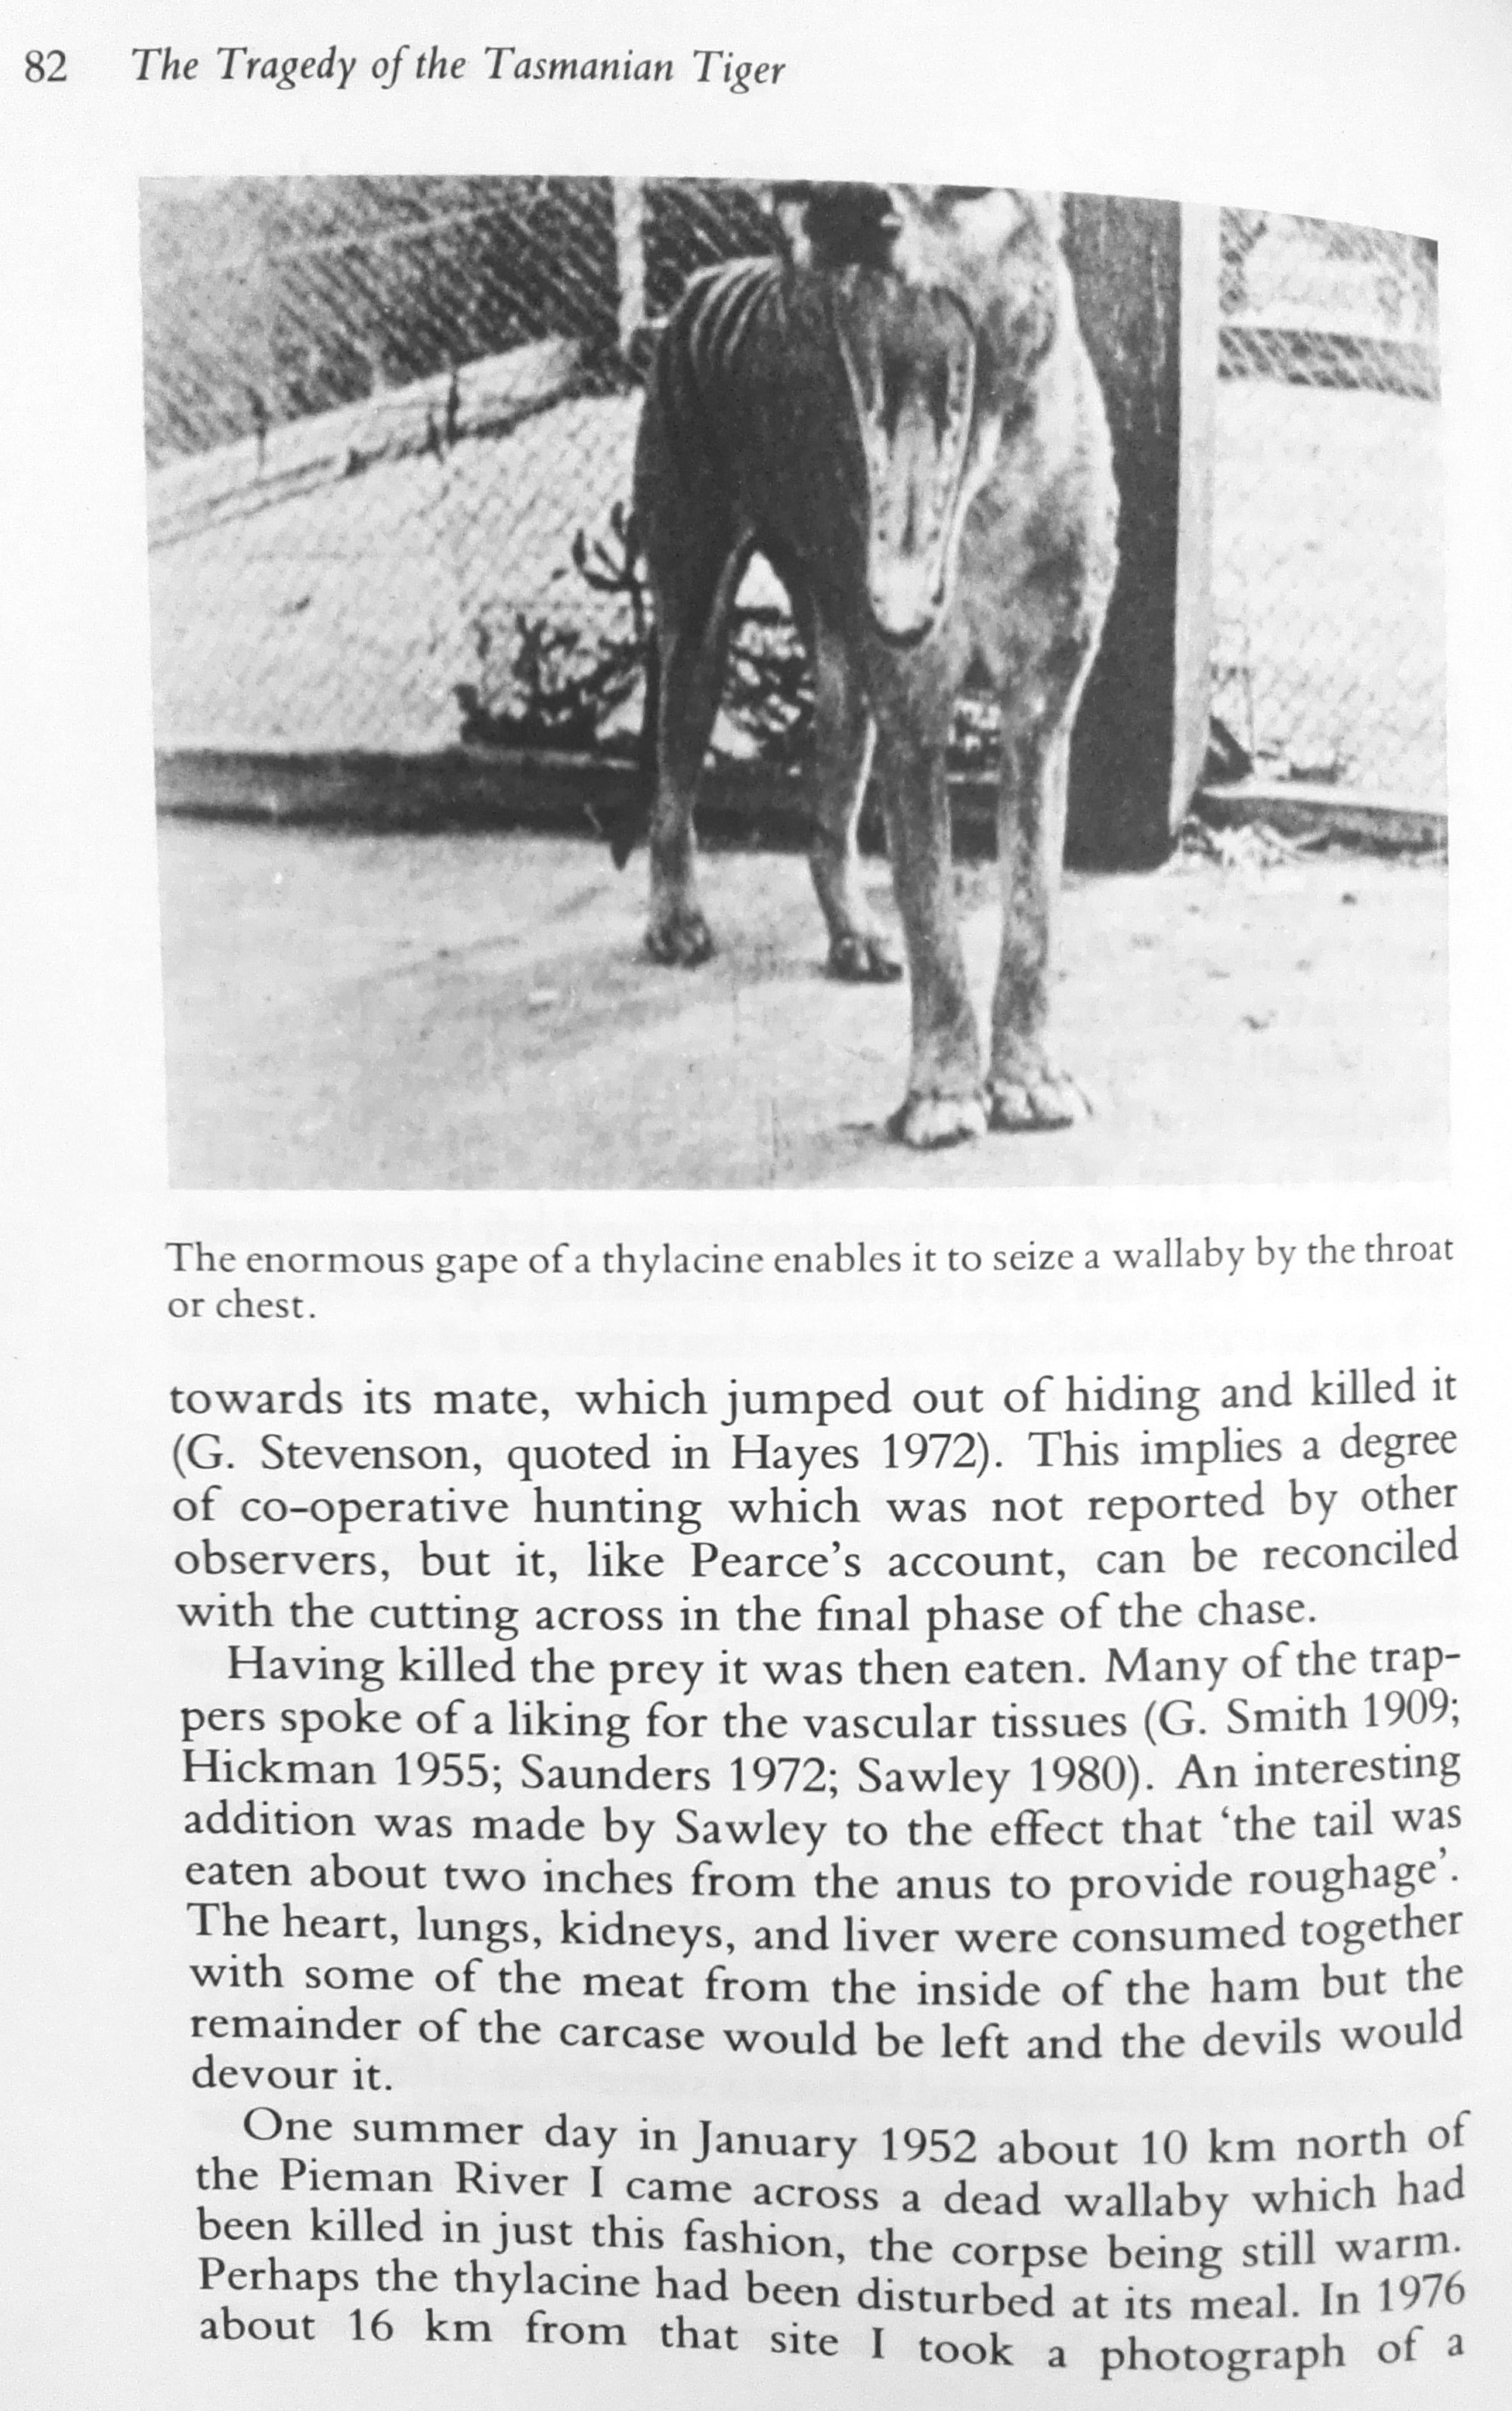 82 The Tragedy of the Tasmanian Tiger
The enormous gape of a thylacine enables it to seize a wallaby by the throat
or chest.
towards its mate, which jumped out of hiding and killed it
(G. Stevenson, quoted in Hayes 1972). This implies a degree
of co-operative hunting which was not reported by other
observers, but it, like Pearce's account, can be reconciled
with the cutting across in the final phase of the chase.
Having killed the prey it was then eaten. Many of the trap-
pers spoke of a liking for the vascular tissues (G. Smith 1909;
Hickman 1955; Saunders 1972; Sawley 1980). An interesting
addition was made by Sawley to the effect that 'the tail was
eaten about two inches from the anus to provide roughage'.
The heart, lungs, kidneys, and liver were consumed together
with some of the meat from the inside of the ham but the
remainder of the carcase would be left and the devils would
devour it.
One summer day in January 1952 about 10 km north of
the Pieman River I came across a dead wallaby which had
been killed in just this fashion, the corpse being still warm.
Perhaps the thylacine had been disturbed at its meal. In 1976
about 16 km from that site I took a photograph of a